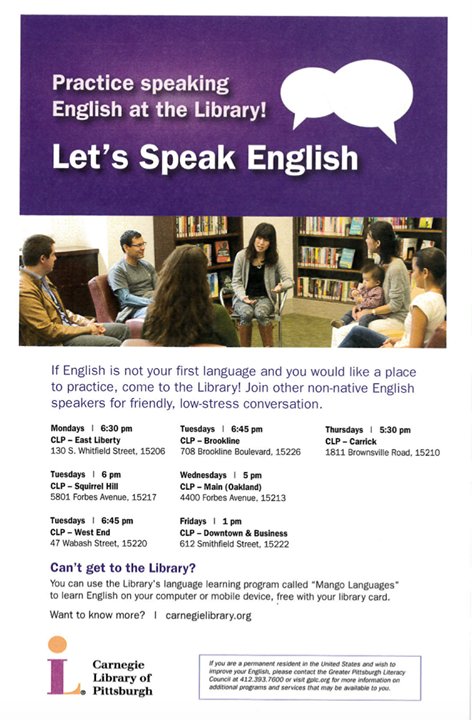 Practice speaking
English at the Library!
Let's Speak English
If English is not your first language and you would like a place
to practice, come to the Library! Join other non-native English
speakers for friendly, low-stress conversation.
Mondays | 6:30 pm
CLP – East Liberty
130 S. Whitfield Street, 15206
Tuesdays | 6:45 pm
CLP – Brookline
708 Brookline Boulevard, 15226
Thursdays | 5:30 pm
CLP – Carrick
1811 Brownsville Road, 15210
Tuesdays | 6 pm
CLP – Squirrel Hill
5801 Forbes Avenue, 15217
Wednesdays | 5 pm
CLP – Main (Oakland)
4400 Forbes Avenue, 15213
Tuesdays | 6:45 pm
CLP – West End
47 Wabash Street, 15220
Fridays | 1 pm
CLP – Downtown & Business
612 Smithfield Street, 15222
Can't get to the Library?
You can use the Library's language learning program called "Mango Languages"
to learn English on your computer or mobile device, free with your library card.
Want to know more? | carnegielibrary.org
Carnegie
Library of
Pittsburgh
If you are a permanent resident in the United States and wish to
improve your English, please contact the Greater Pittsburgh Literacy
Council at 412.393.7600 or visit gplc.org for more information on
additional programs and services that may be available to you.